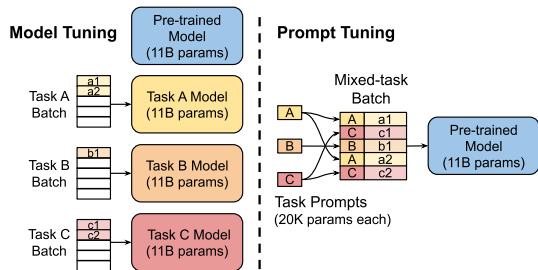 Model Tuning
Pre-trained
Model
(11B params)
Task A
Batch
a1
a2
Task A Model
(11B params)
Task B
Batch
b1
Task B Model
(11B params)
Task C
Batch
c1
c2
Task C Model
(11B params)
Prompt Tuning
Mixed-task
Batch
A
B
C
A a1
C c1
B b1
A a2
C c2
Pre-trained
Model
(11B params)
Task Prompts
(20K params each)